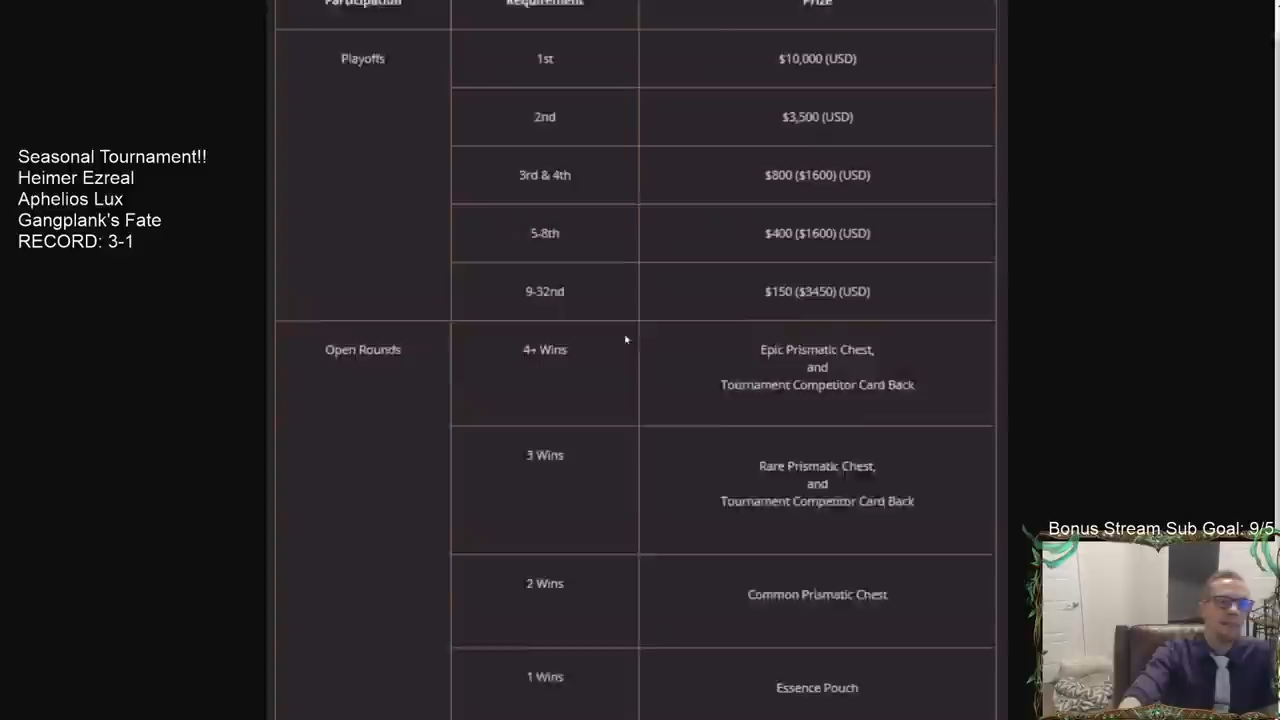 Participation
Requirement
Prize
Playoffs
1st
$10,000 (USD)
2nd
$3,500 (USD)
3rd & 4th
$800 ($1600) (USD)
5-8th
$400 ($1600) (USD)
9-32nd
$150 ($3450) (USD)
Open Rounds
4+ Wins
Epic Prismatic Chest,
and
Tournament Competitor Card Back
3 Wins
Rare Prismatic Chest,
and
Tournament Competitor Card Back
2 Wins
Common Prismatic Chest
1 Wins
Essence Pouch
Seasonal Tournament!!
Heimer Ezreal
Aphelios Lux
Gangplank's Fate
RECORD: 3-1
Bonus Stream Sub Goal: 9/5